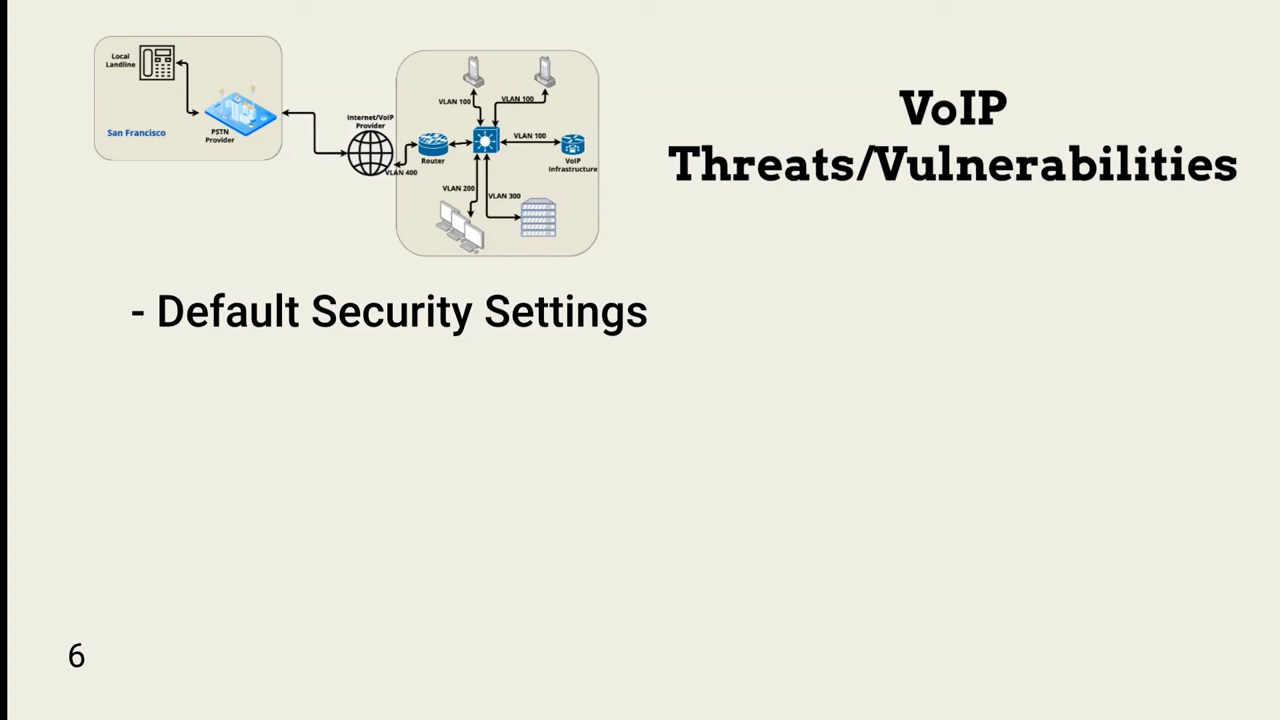 Local
Landline
San Francisco
PSTN
Provider
Internet/VoIP
Provider
VLAN 400
Router
VLAN 100
VLAN 100
VLAN 100
VoIP
Infrastructure
VLAN 200
VLAN 300
VoIP
Threats/Vulnerabilities
- Default Security Settings
6